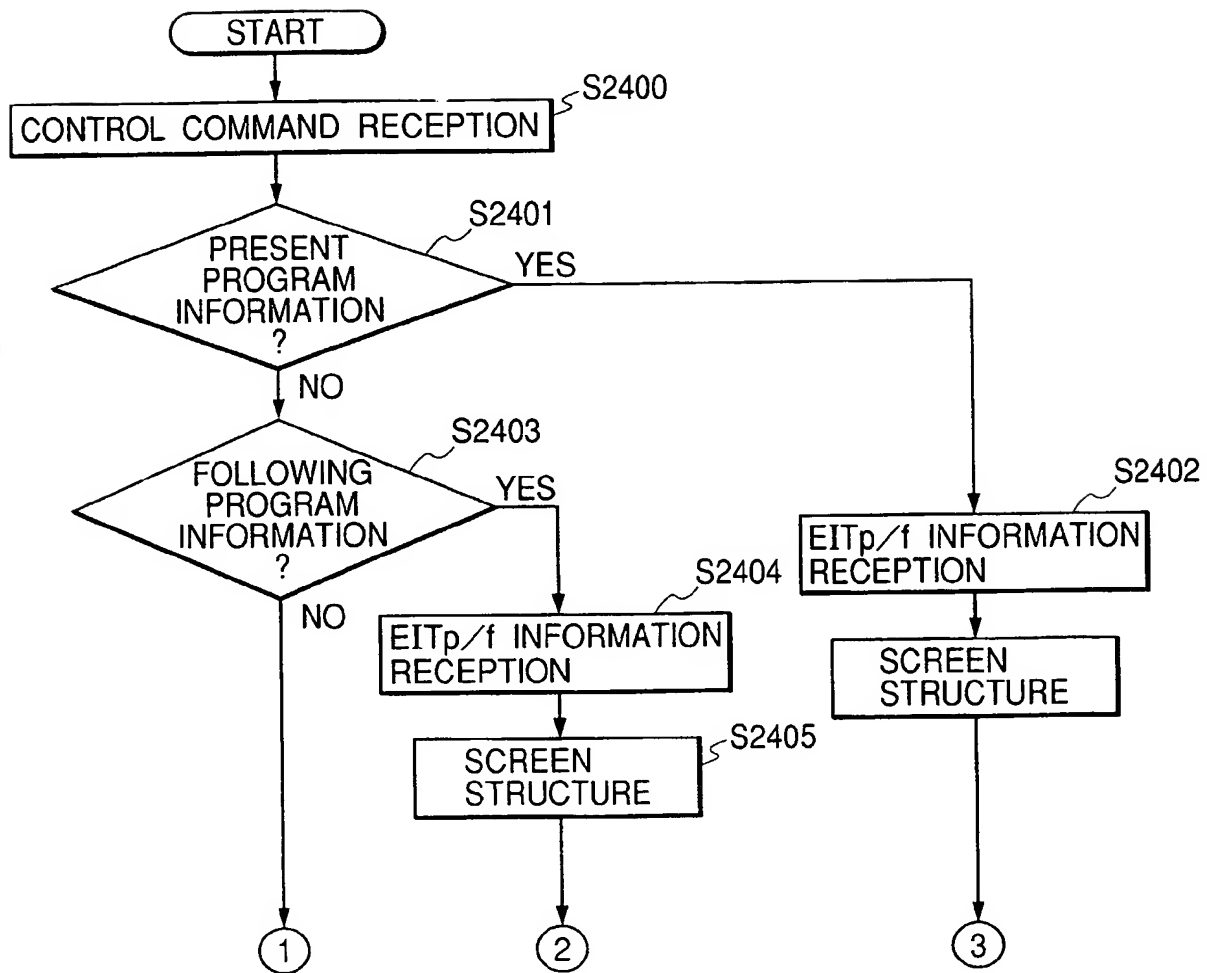 START
S2400
CONTROL COMMAND RECEPTION
S2401
PRESENT
PROGRAM
INFORMATION
?
YES
NO
S2403
FOLLOWING
PROGRAM
INFORMATION
?
YES
NO
S2402
EITp/f INFORMATION
RECEPTION
S2404
EITp/f INFORMATION
RECEPTION
SCREEN
STRUCTURE
S2405
SCREEN
STRUCTURE
1
2
3